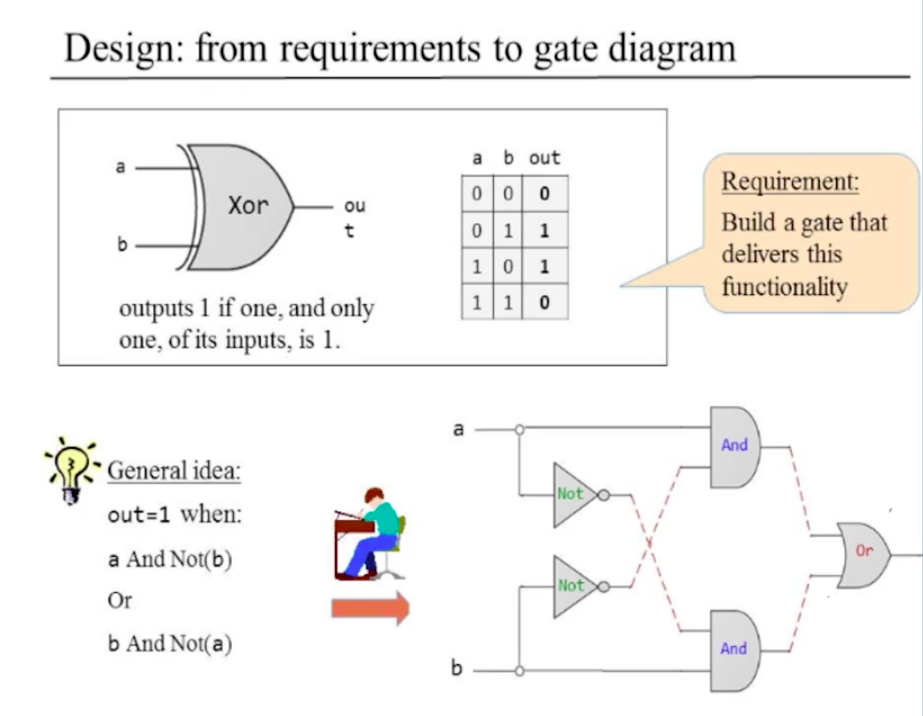 Design: from requirements to gate diagram
a
Xor
ou
t
b
outputs 1 if one, and only
one, of its inputs, is 1.
a b out
0 0 0
0 1 1
1 0 1
1 1 0
Requirement:
Build a gate that
delivers this
functionality
General idea:
out=1 when:
a And Not(b)
Or
b And Not(a)
a
And
Not
Or
Not
And
b